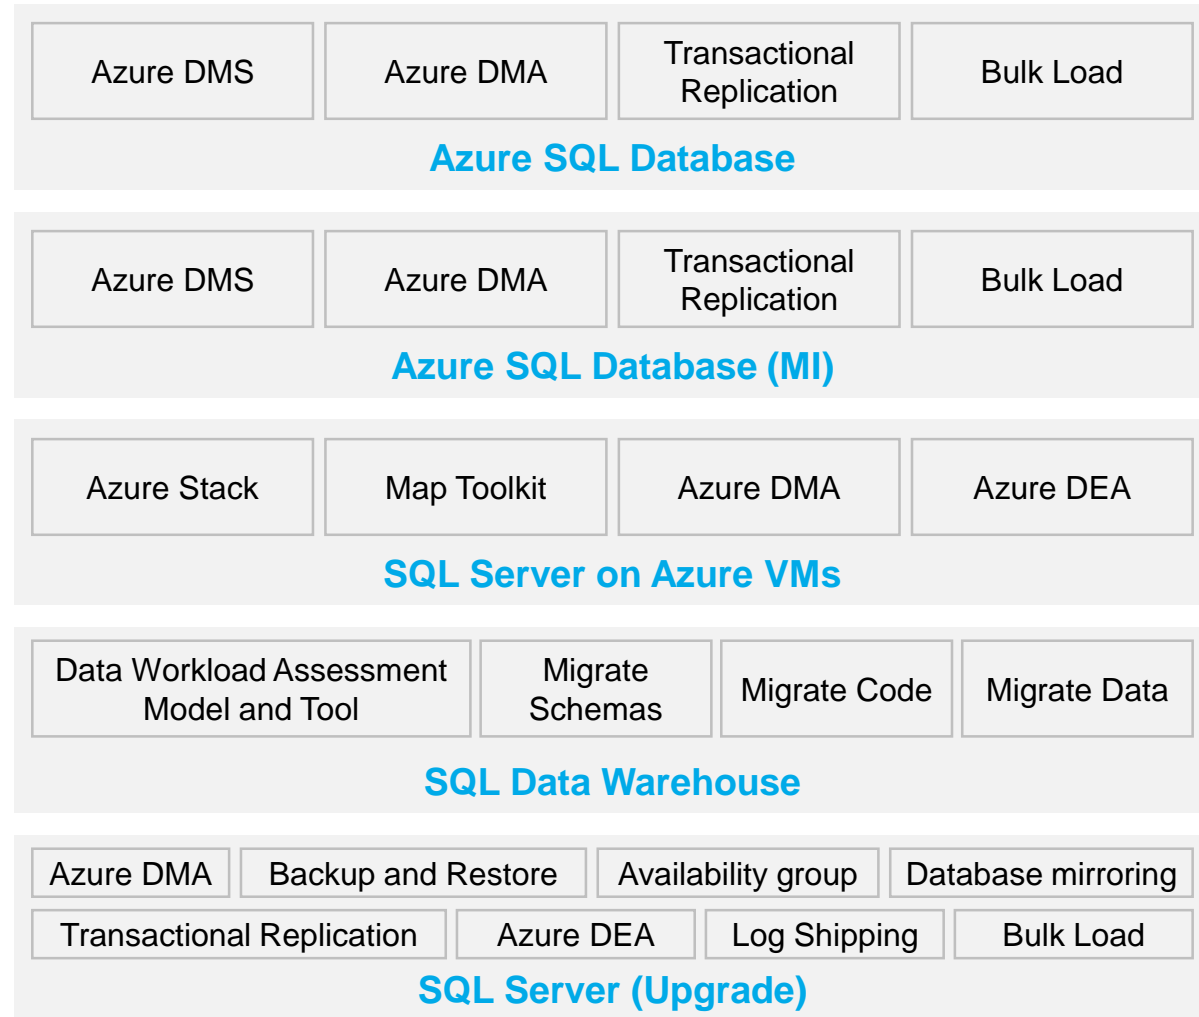 Azure DMS
Azure DMA
Transactional
Replication
Bulk Load
Azure SQL Database
Azure DMS
Azure DMA
Transactional
Replication
Bulk Load
Azure SQL Database (MI)
Azure Stack
Map Toolkit
Azure DMA
Azure DEA
SQL Server on Azure VMs
Data Workload Assessment
Model and Tool
Migrate
Schemas
Migrate Code
Migrate Data
SQL Data Warehouse
Azure DMA
Backup and Restore
Availability group
Database mirroring
Transactional Replication
Azure DEA
Log Shipping
Bulk Load
SQL Server (Upgrade)